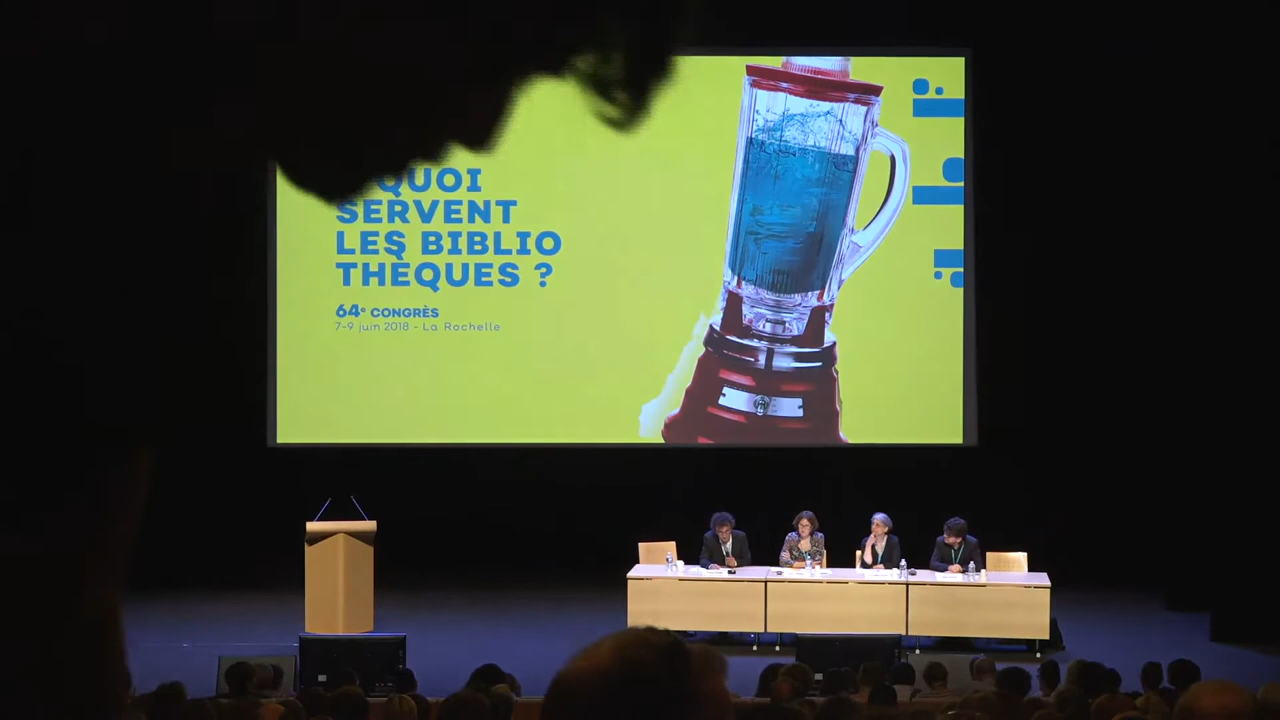 QUOI
SERVENT
LES BIBLIO
THÈQUES ?
64e CONGRÈS
7-9 juin 2018 - La Rochelle